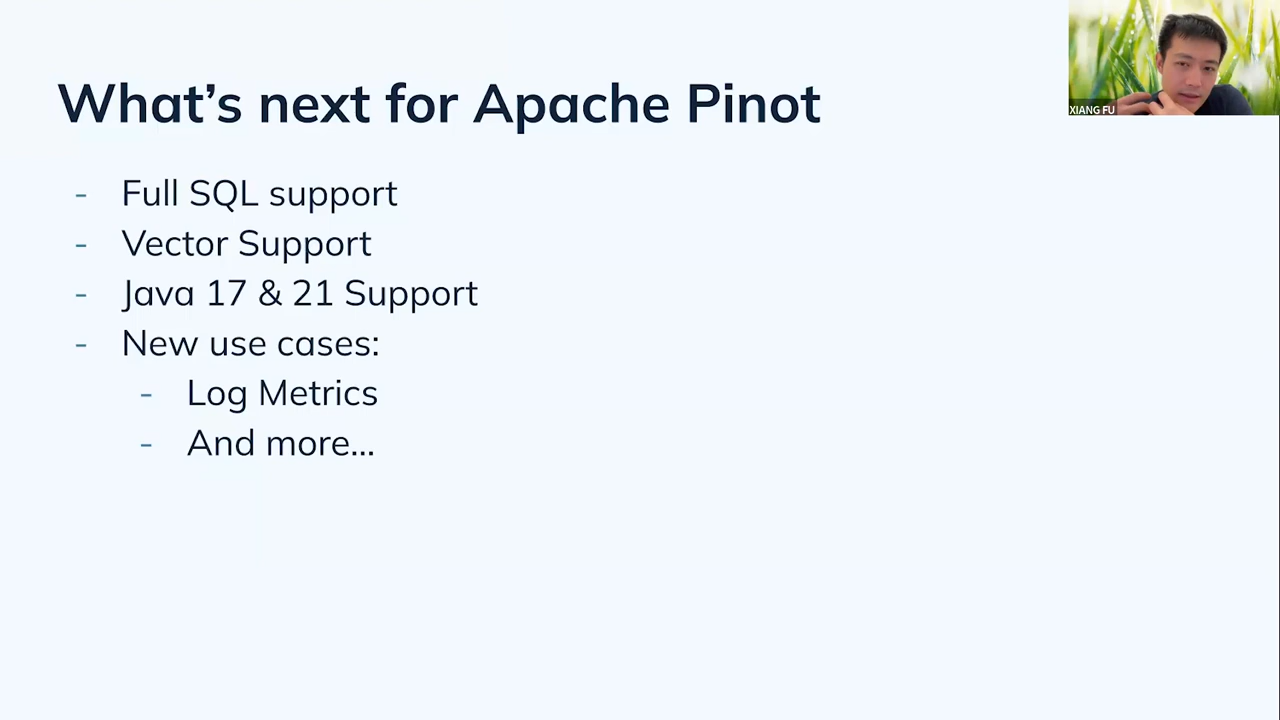 What’s next for Apache Pinot
XIANG FU
- Full SQL support
- Vector Support
- Java 17 & 21 Support
- New use cases:
- Log Metrics
- And more...